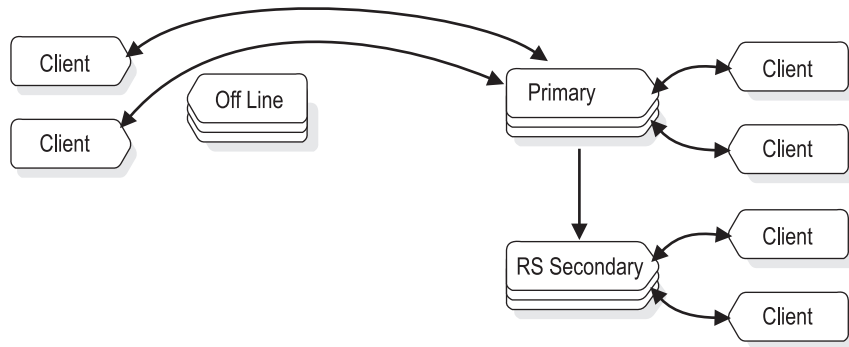 Client
Client
Off Line
Primary
Client
Client
RS Secondary
Client
Client